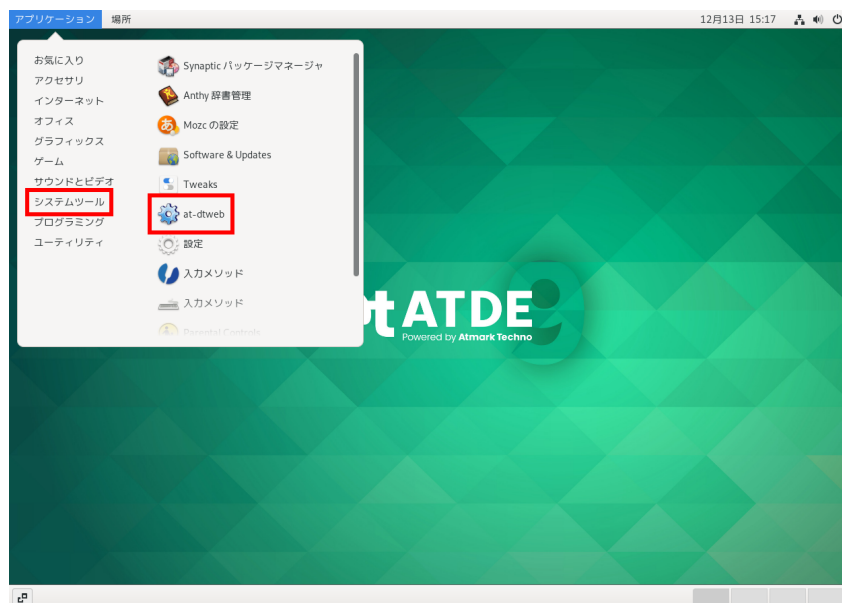 アプリケーション 場所 12月13日 15:17
お気に入り
アクセサリ
インターネット
オフィス
グラフィックス
ゲーム
サウンドとビデオ
システムツール
プログラミング
ユーティリティ
Synaptic パッケージマネージャ
Anthy 辞書管理
Mozc の設定
Software & Updates
Tweaks
at-dtweb
設定
入力メソッド
入力メソッド
Parental Controls
ATDE
Powered by Atmark Techno